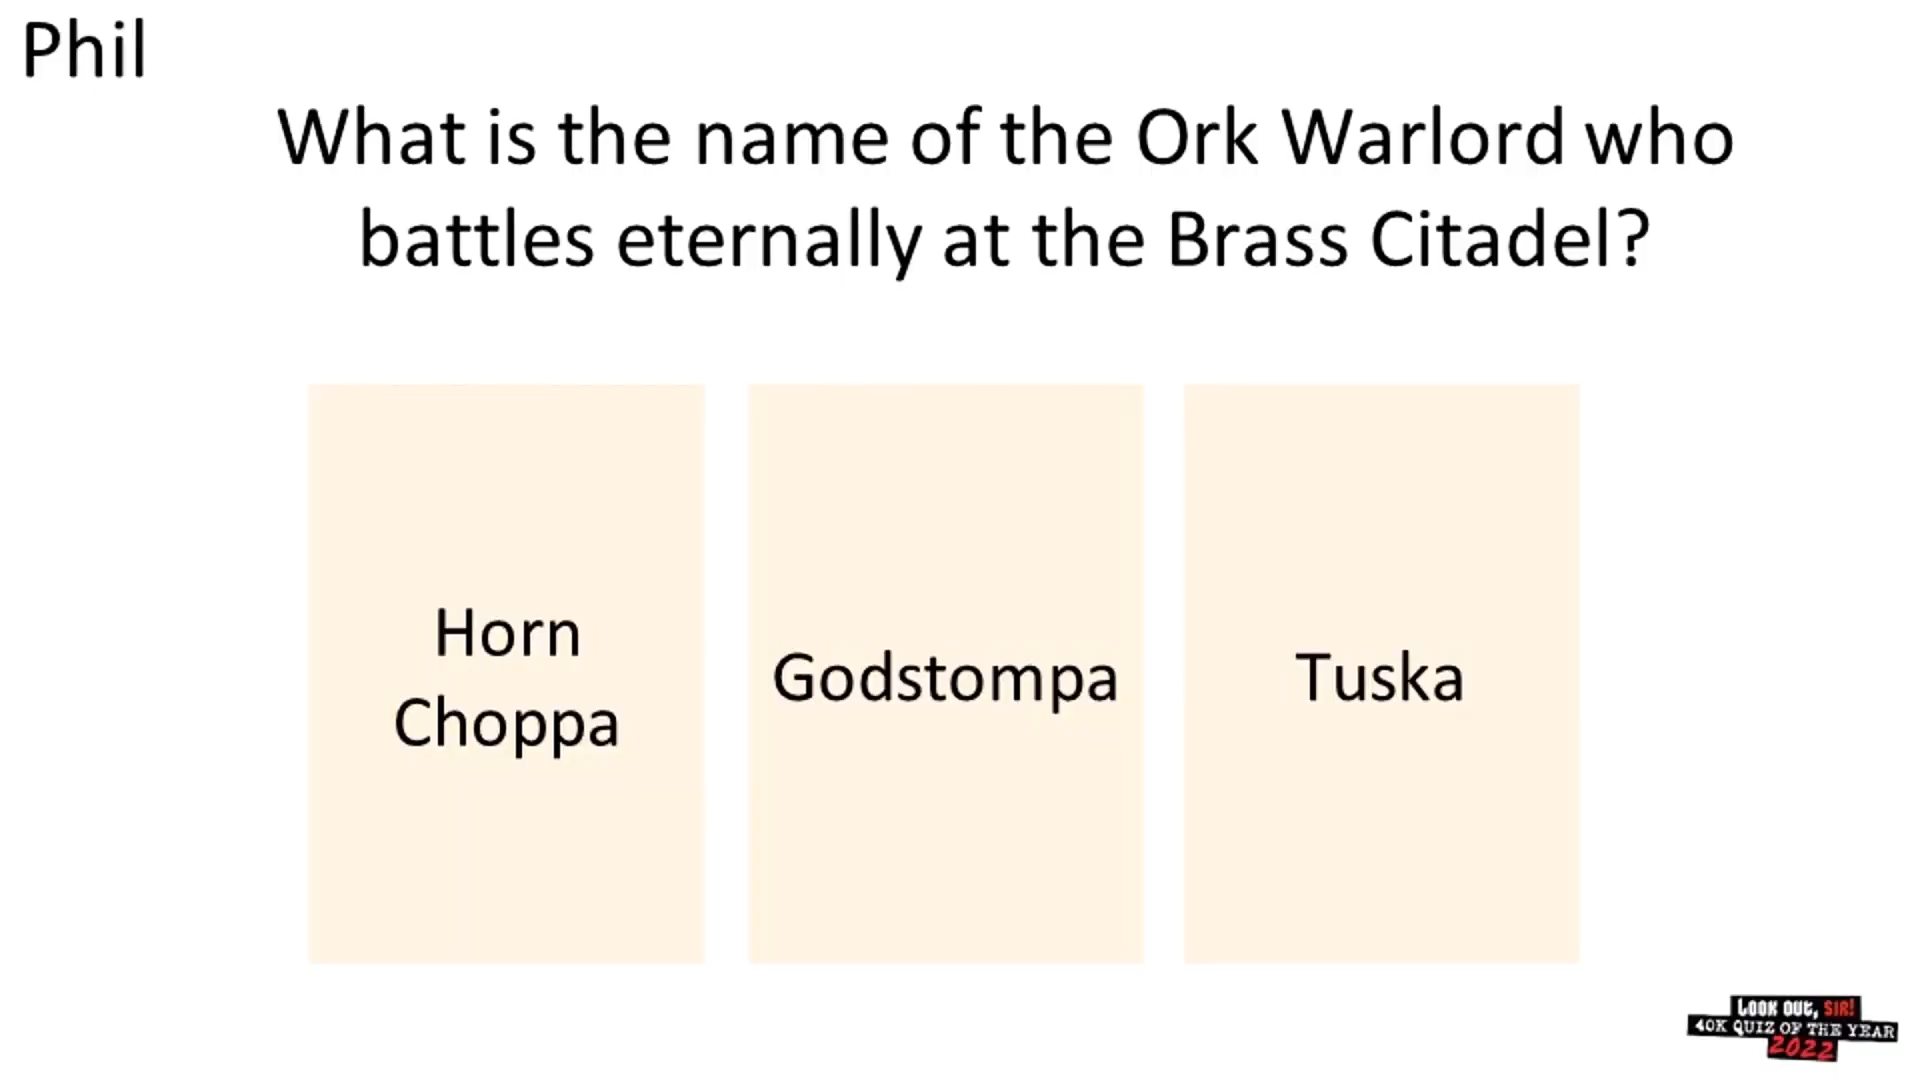 Phil
What is the name of the Ork Warlord who
battles eternally at the Brass Citadel?
Horn
Choppa
Godstompa
Tuska
LOOK OUT, SIR!
40K QUIZ OF THE YEAR
2022